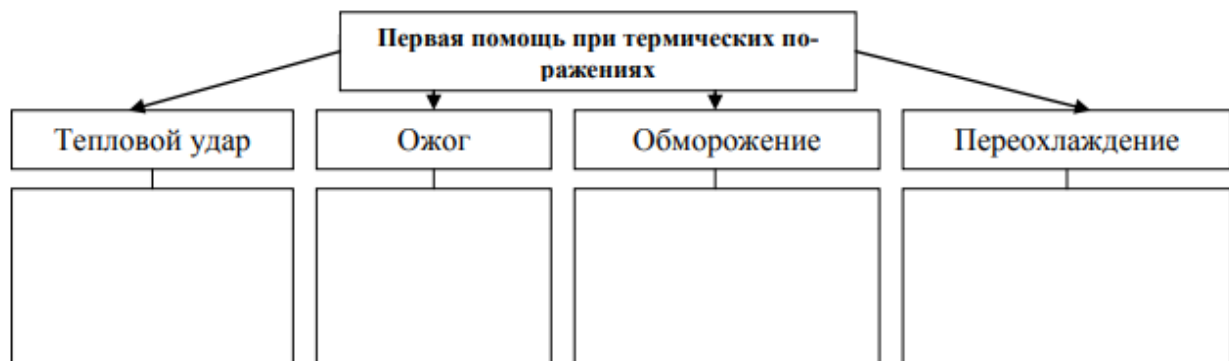 Первая помощь при термических по-
ражениях
Тепловой удар
Ожог
Обморожение
Переохлаждение